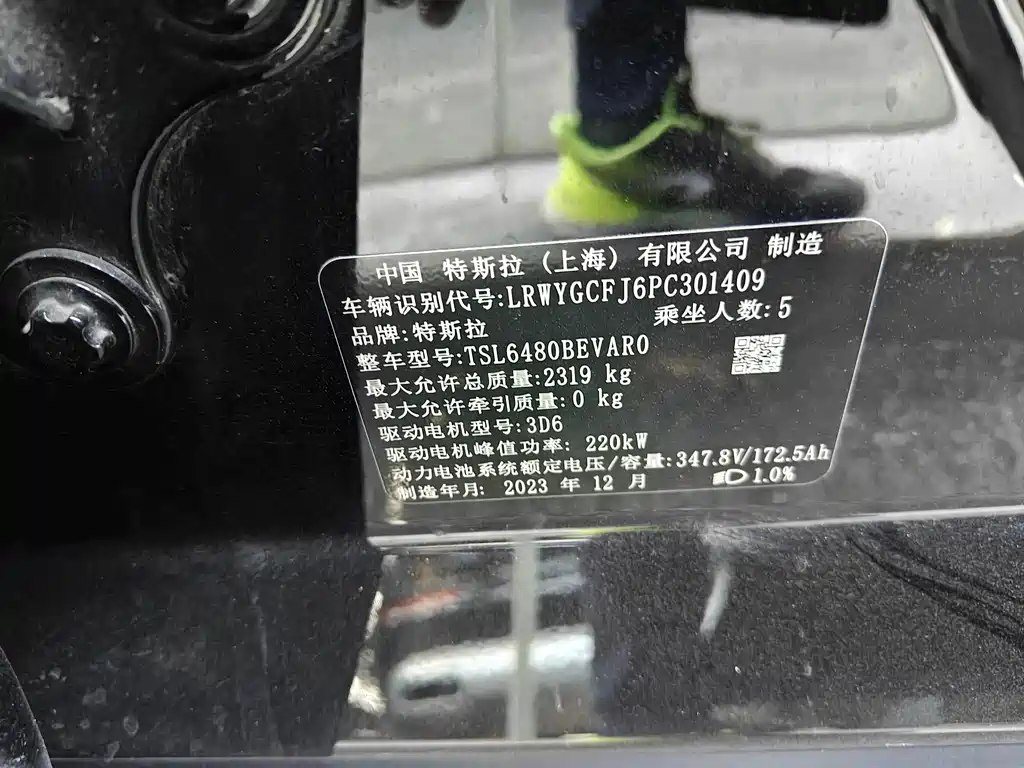 中国 特斯拉 (上海) 有限公司 制造
车辆识别代号:LRWYGCFJ6PC301409
品牌:特斯拉 乘坐人数:5
整车型号:TSL6480BEVAR0
最大允许总质量:2319 kg
最大允许牵引质量:0 kg
驱动电机型号:3D6
驱动电机峰值功率: 220kW
动力电池系统额定电压/容量:347.8V/172.5Ah
制造年月: 2023 年 12 月 1.0%